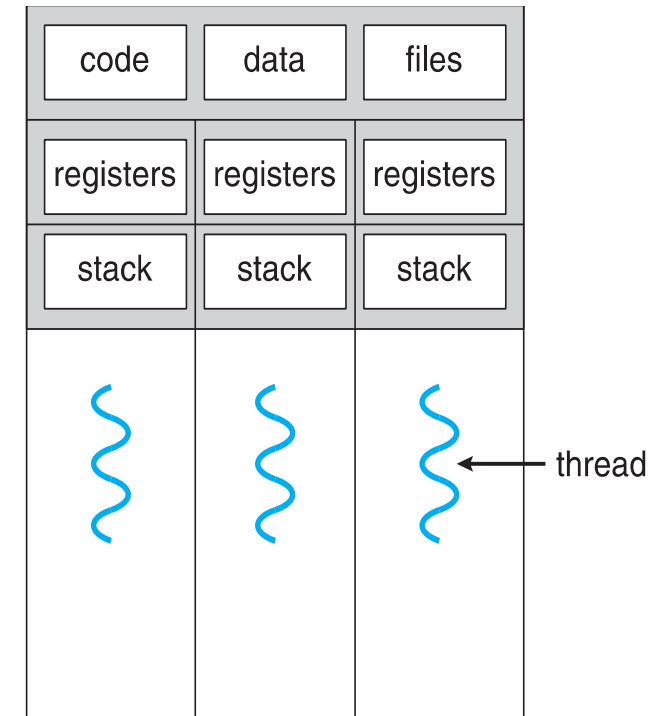 code data files
registers registers registers
stack stack stack
thread